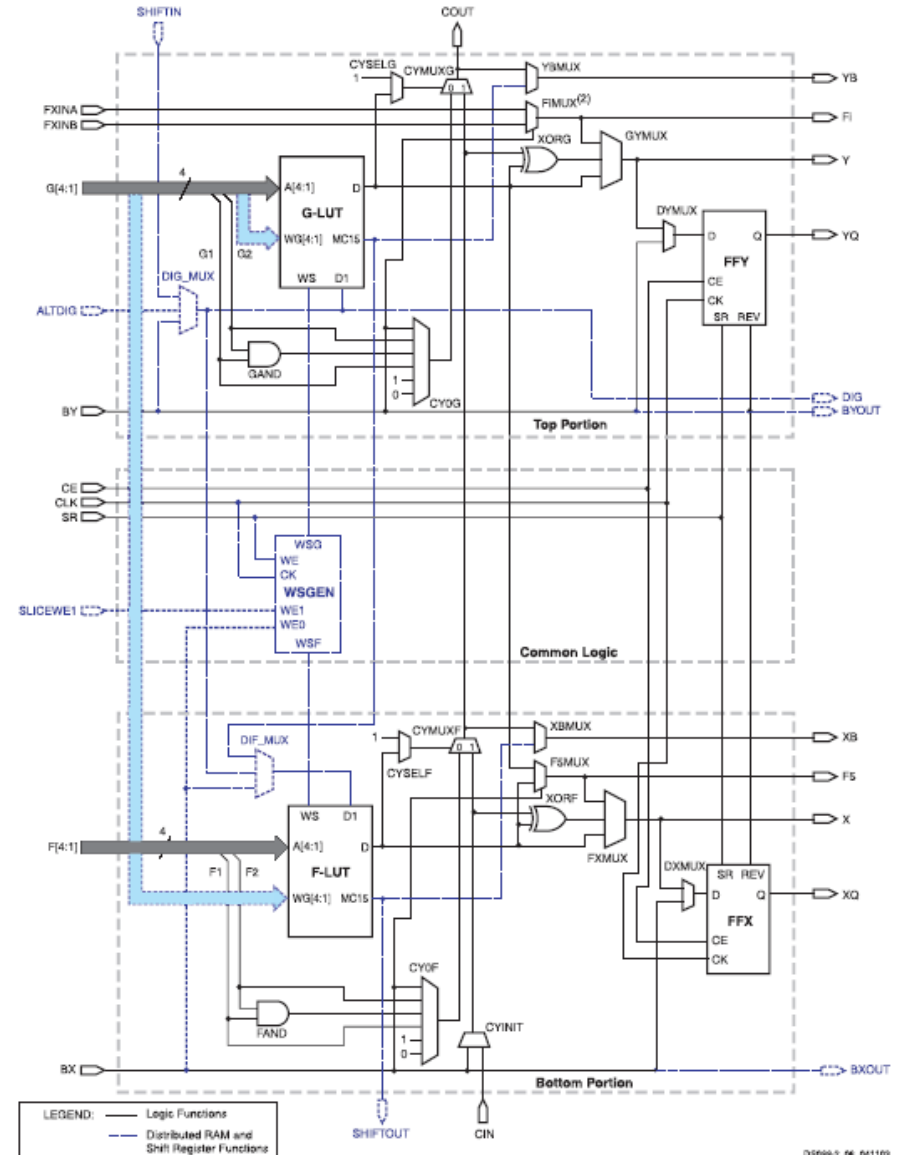 SHIFTIN
COUT
CYSELG
CYMUXG
YBMUX
YB
1
0 1
FXINA
FXINB
FIMUX(2)
Fi
XORG
GYMUX
Y
4
G[4:1]
A[4:1] D
G-LUT
WG[4:1] MC15
WS D1
G1 G2
DYMUX
D Q
FFY
CE
CK
SR REV
YQ
DIG_MUX
ALTDIG
GAND
1
0
CY0G
DIG
BY
BYOUT
Top Portion
CE
CLK
SR
WSG
WE
CK
WSGEN
WE1
WE0
WSF
SLICEWE1
Common Logic
CYMUXF
XBMUX
XB
1
0 1
DIF_MUX
CYSELF
F5MUX
F5
XORF
X
WS D1
4
F[4:1]
A[4:1] D
F-LUT
WG[4:1] MC15
F1 F2
FXMUX
DXMUX
SR REV
D Q
FFX
CE
CK
XQ
CY0F
FAND
1
0
CYINIT
BX
BXOUT
Bottom Portion
LEGEND: Logic Functions
Distributed RAM and
Shift Register Functions
SHIFTOUT
CIN